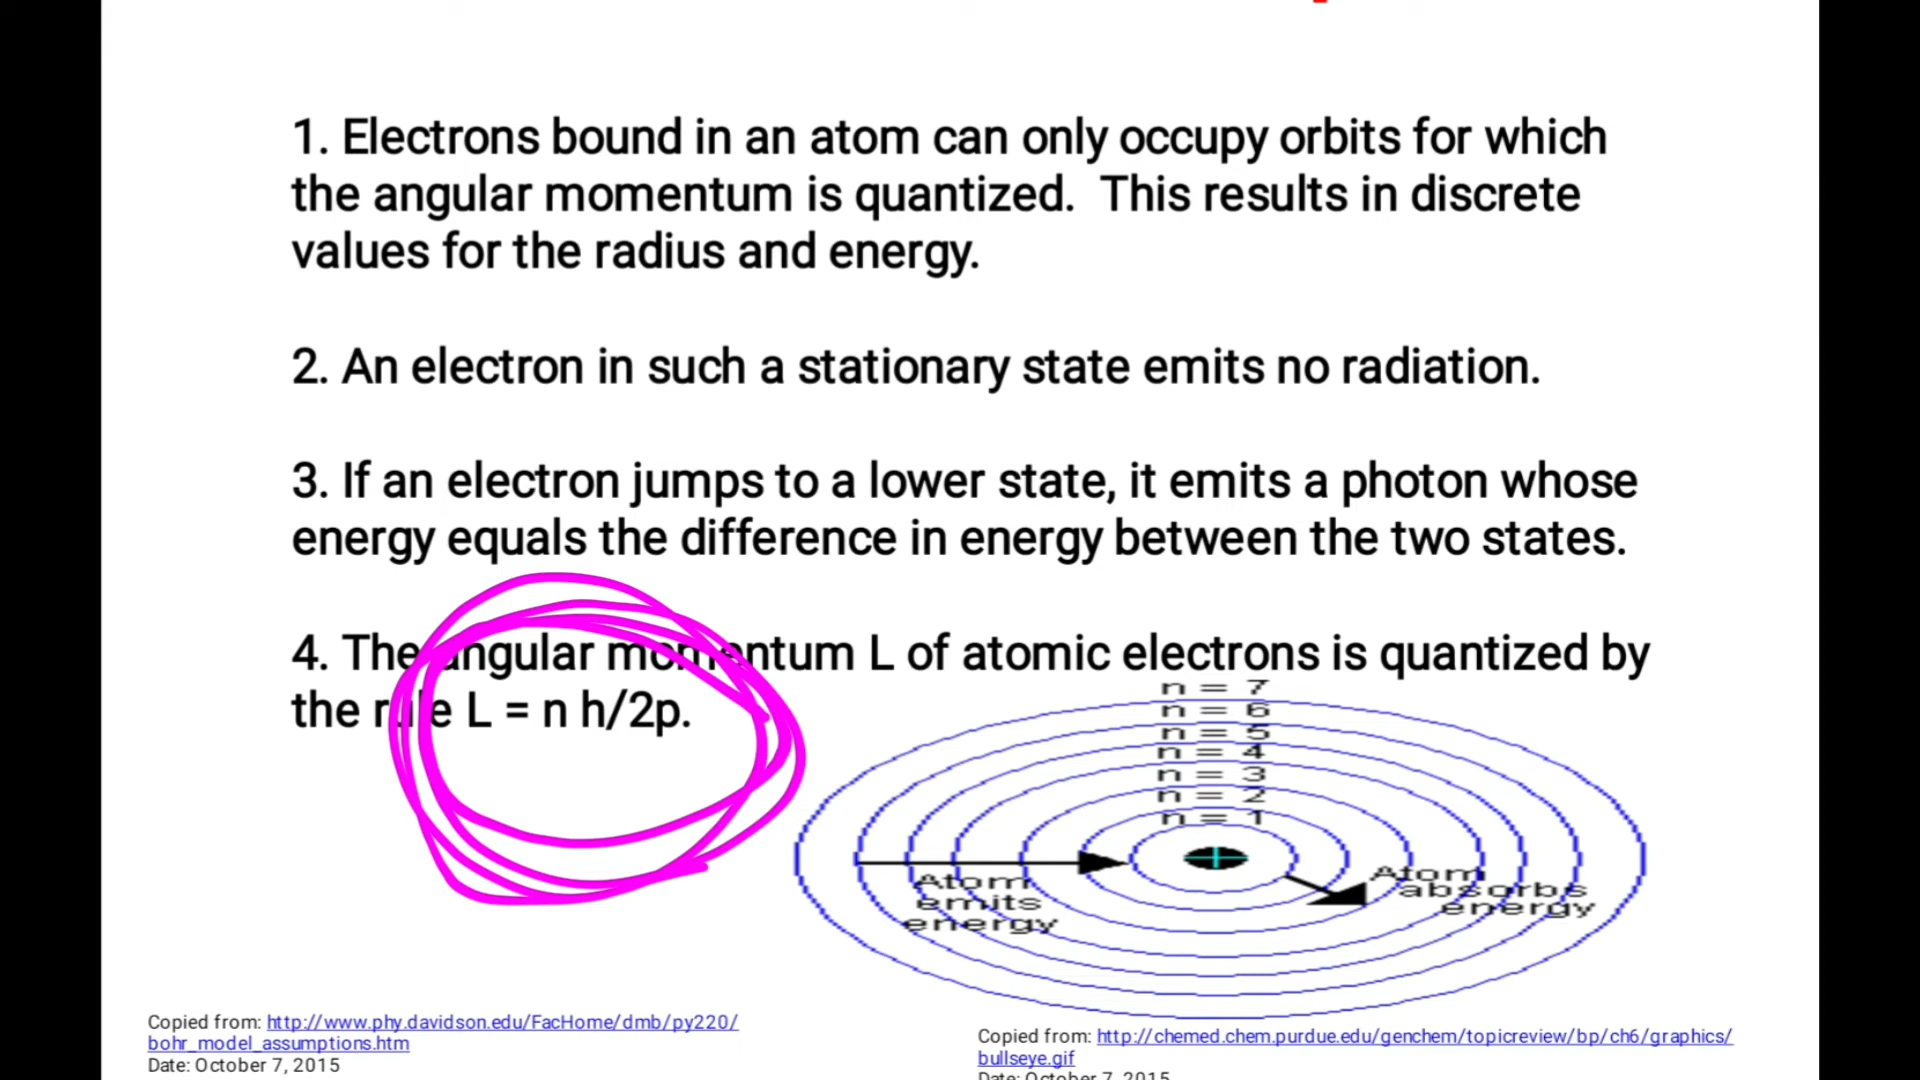 1. Electrons bound in an atom can only occupy orbits for which
the angular momentum is quantized.  This results in discrete
values for the radius and energy.
2. An electron in such a stationary state emits no radiation.
3. If an electron jumps to a lower state, it emits a photon whose
energy equals the difference in energy between the two states.
4. The angular momentum L of atomic electrons is quantized by
the rule L = n h/2p.
n = 7
n = 6
n = 5
n = 4
n = 3
n = 2
n = 1
Atom
emits
energy
Atom
absorbs
energy
Copied from: http://www.phy.davidson.edu/FacHome/dmb/py220/
bohr_model_assumptions.htm
Date: October 7, 2015
Copied from: http://chemed.chem.purdue.edu/genchem/topicreview/bp/ch6/graphics/
bullseye.gif
Date: October 7, 2015